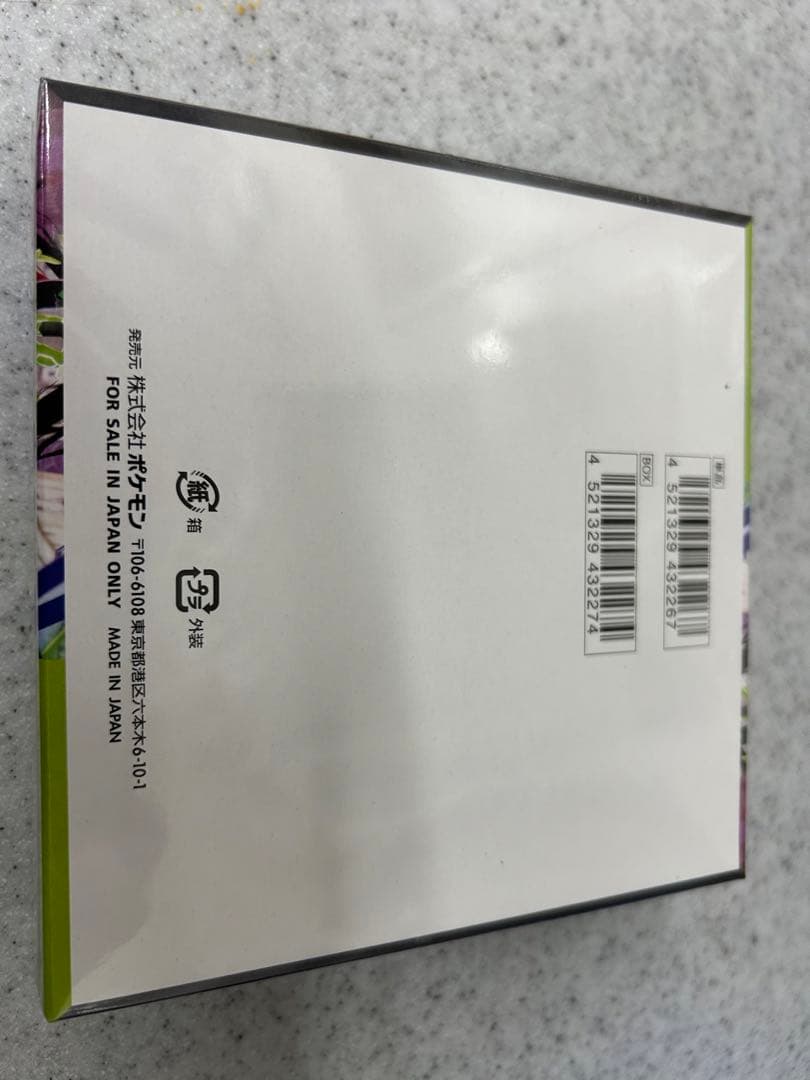 単品
4 521329 432267
BOX
4 521329 432274
紙 箱
プラ 外装
発売元 株式会社 ポケモン 〒106-6108 東京都港区六本木6-10-1
FOR SALE IN JAPAN ONLY MADE IN JAPAN